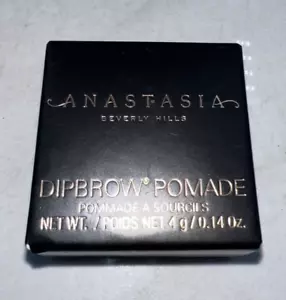 ANASTASIA
BEVERLY HILLS
DIPBROW® POMADE
POMMADE À SOURCILS
NET WT. / POIDS NET 4 g / 0.14 Oz.